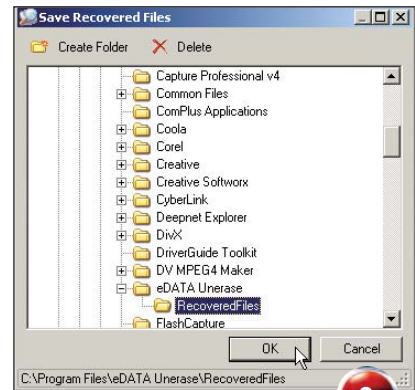 Save Recovered Files
Create Folder Delete
Capture Professional v4
Common Files
ComPlus Applications
Coola
Corel
Creative
Creative Softworx
CyberLink
Deepnet Explorer
DivX
DriverGuide Toolkit
DV MPEG4 Maker
eDATA Unerase
RecoveredFiles
FlashCapture
OK Cancel
C:\Program Files\eDATA Unerase\RecoveredFiles